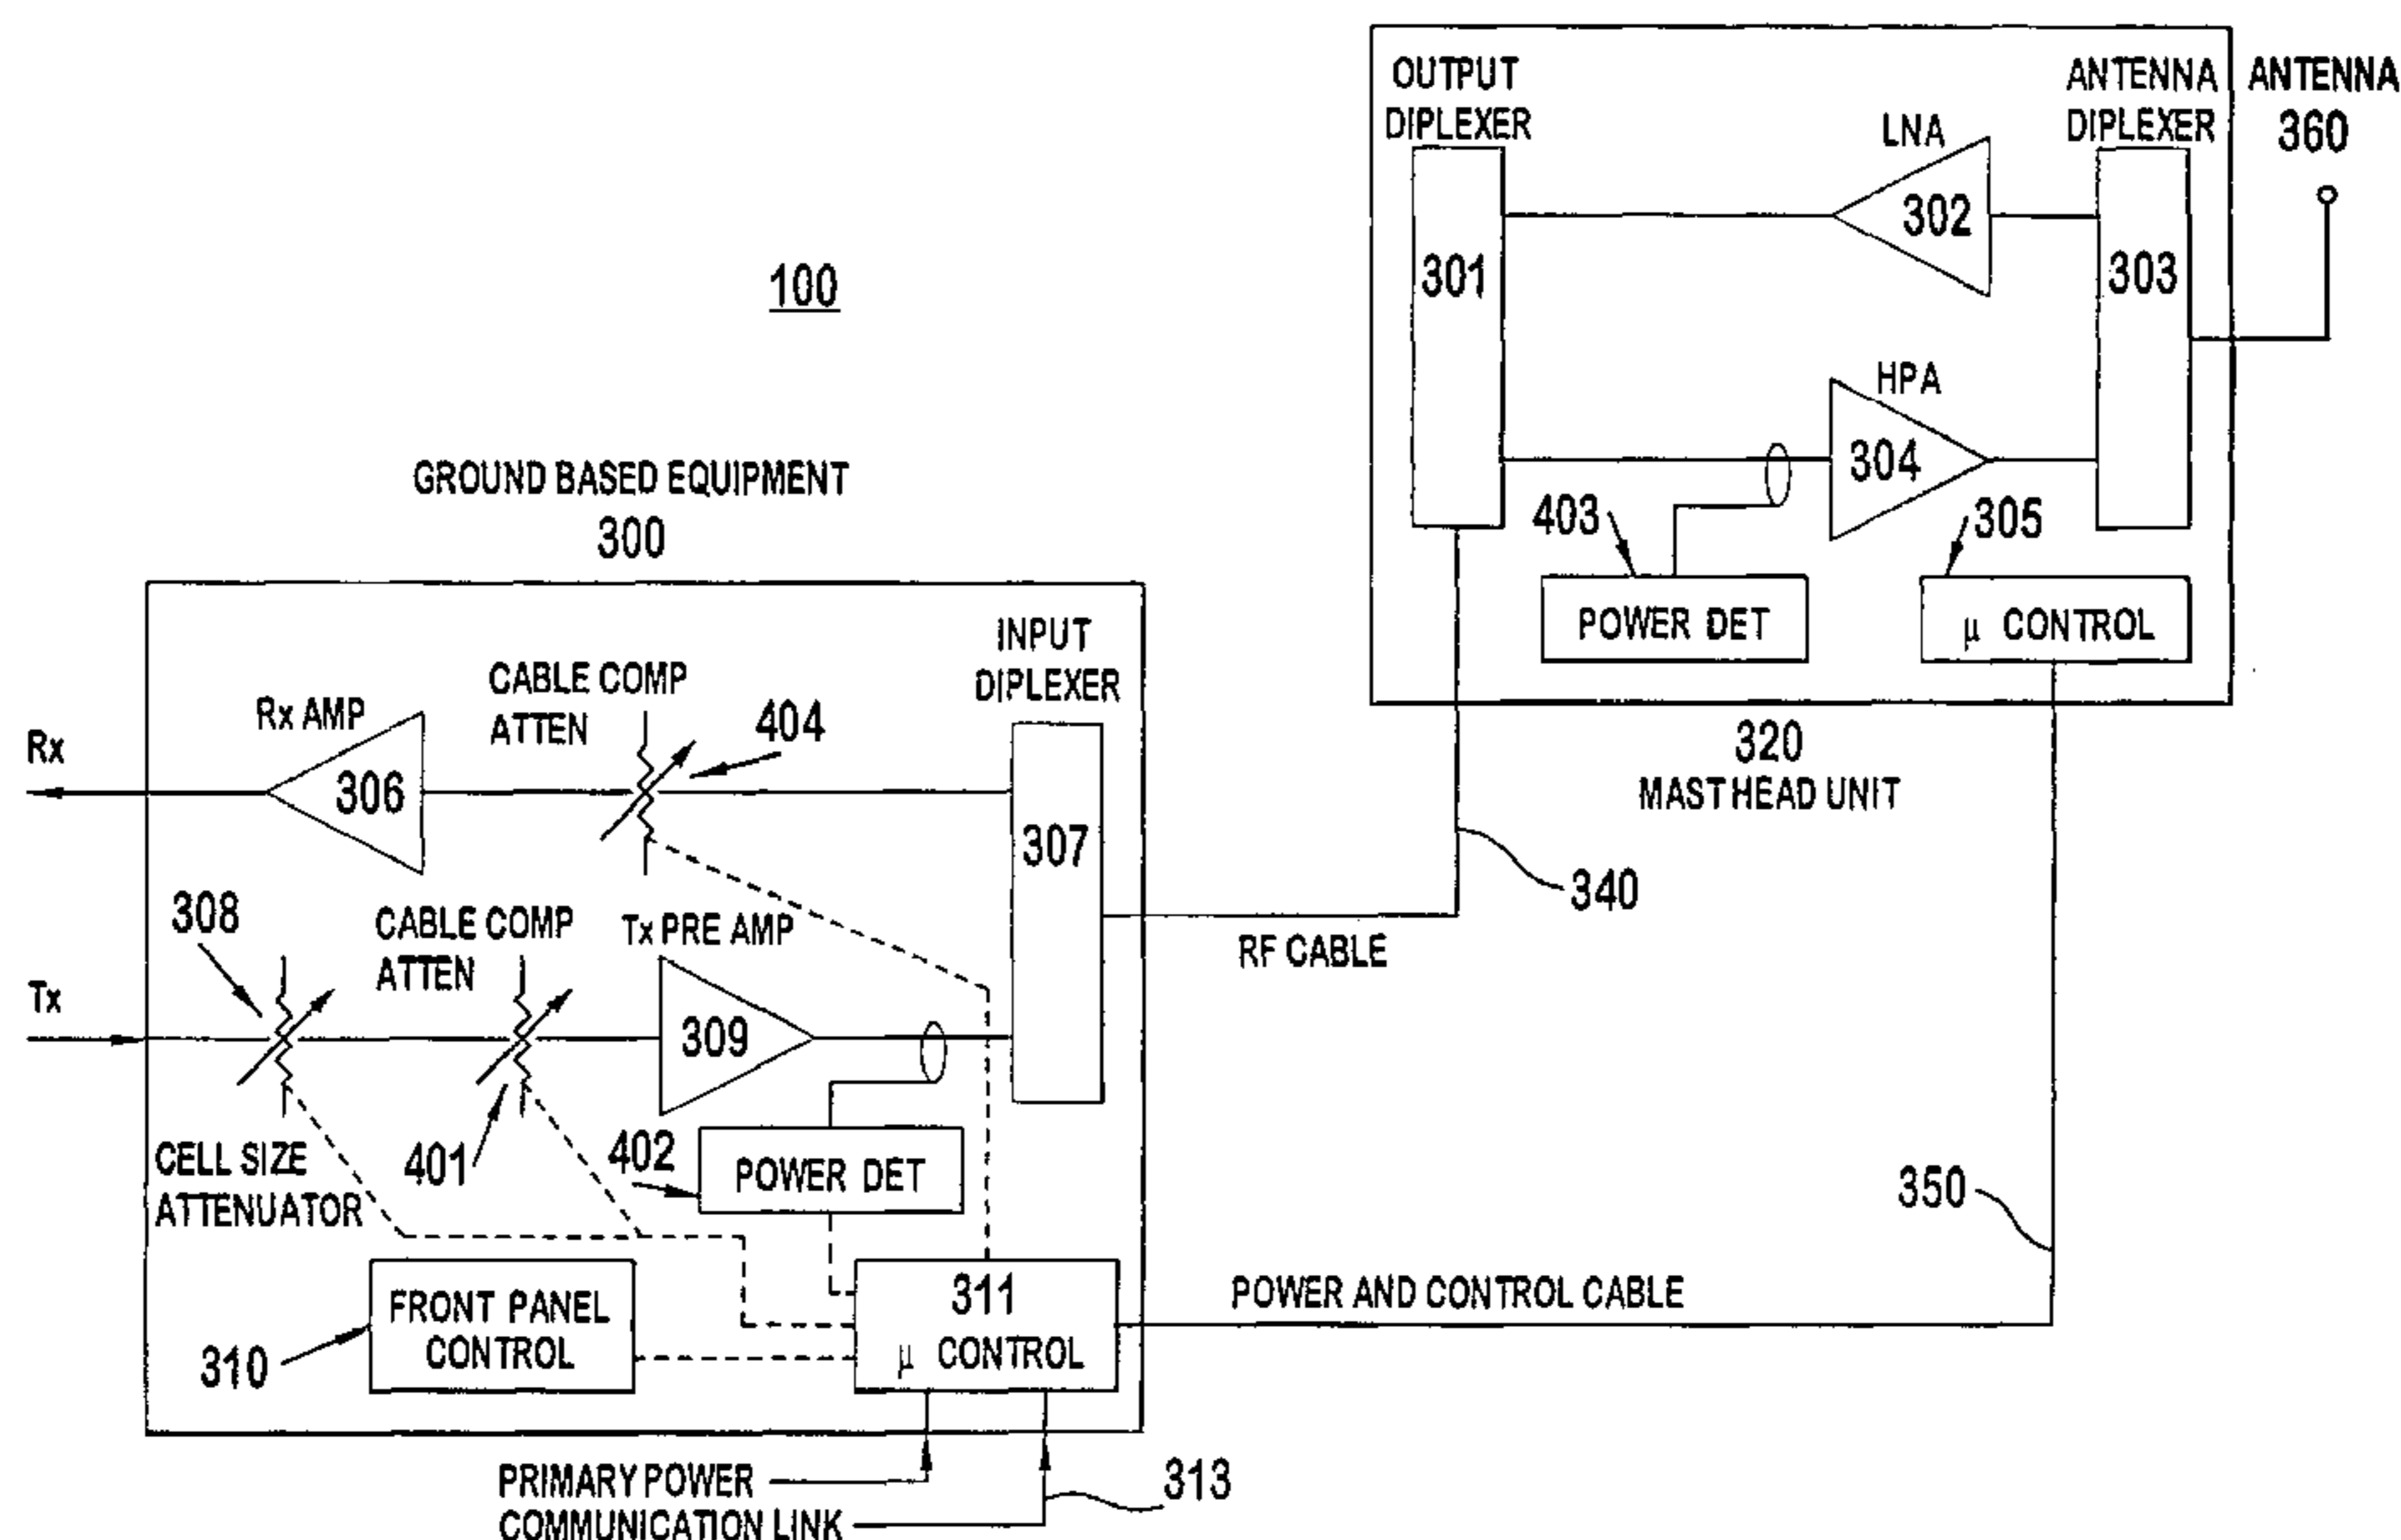 OUTPUT
DIPLEXER
ANTENNA
DIPLEXER
ANTENNA
360
LNA
302
301
303
100
HPA
304
403
305
POWER DET
μ CONTROL
320
MAST HEAD UNIT
GROUND BASED EQUIPMENT
300
INPUT
DIPLEXER
CABLE COMP
ATTEN
404
Rx AMP
Rx
306
307
340
308
CABLE COMP
ATTEN
Tx PRE AMP
RF CABLE
Tx
309
CELL SIZE
ATTENUATOR
401
402
POWER DET
350
FRONT PANEL
CONTROL
310
311
μ CONTROL
POWER AND CONTROL CABLE
PRIMARY POWER
COMMUNICATION LINK
313